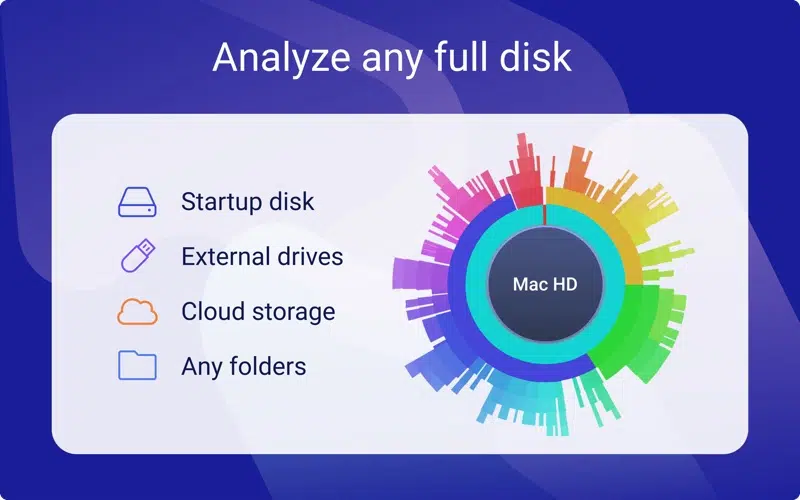 Analyze any full disk
Startup disk
External drives
Cloud storage
Any folders
Mac HD